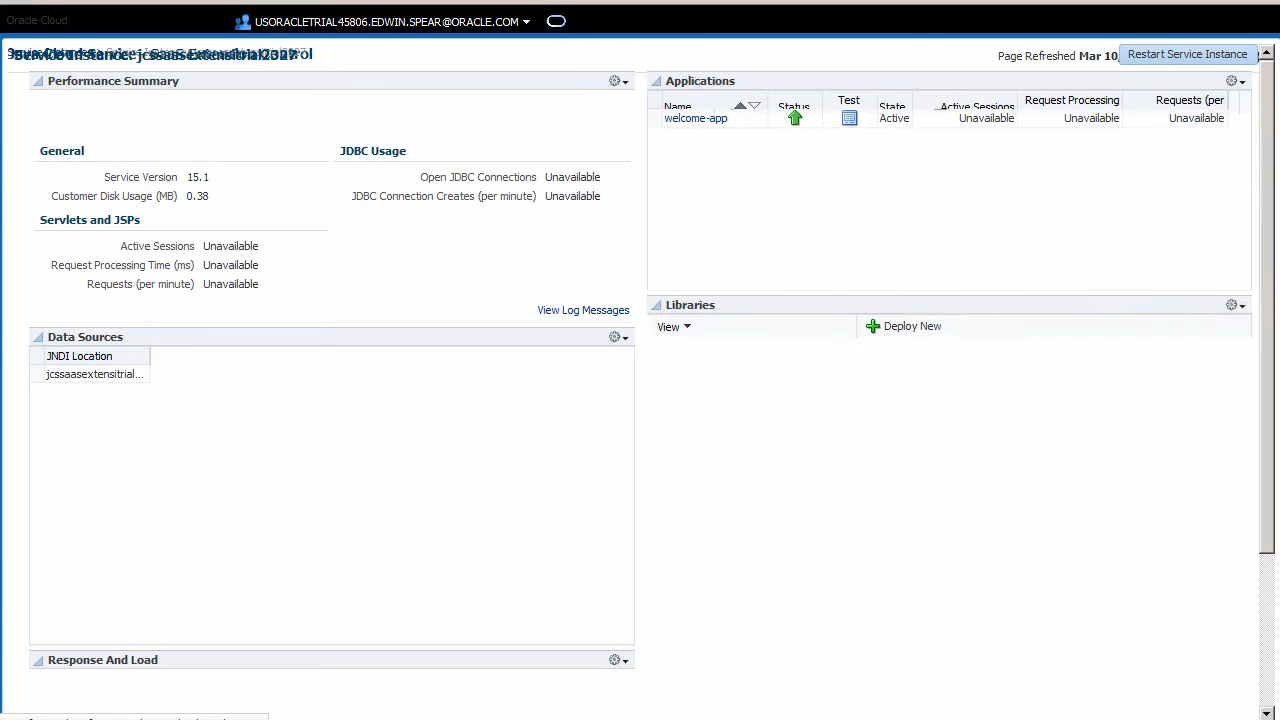 Oracle Cloud
USORACLETRIAL45806.EDWIN.SPEAR@ORACLE.COM
Page Refreshed Mar 10,
Restart Service Instance
Performance Summary
General
Service Version 15.1
Customer Disk Usage (MB) 0.38
Servlets and JSPs
Active Sessions Unavailable
Request Processing Time (ms) Unavailable
Requests (per minute) Unavailable
JDBC Usage
Open JDBC Connections Unavailable
JDBC Connection Creates (per minute) Unavailable
View Log Messages
Data Sources
JNDI Location
jcssaasextensitrial...
Response And Load
Applications
Name Status Test State Active Sessions Request Processing Requests (per
welcome-app Active Unavailable Unavailable Unavailable
Libraries
View
Deploy New